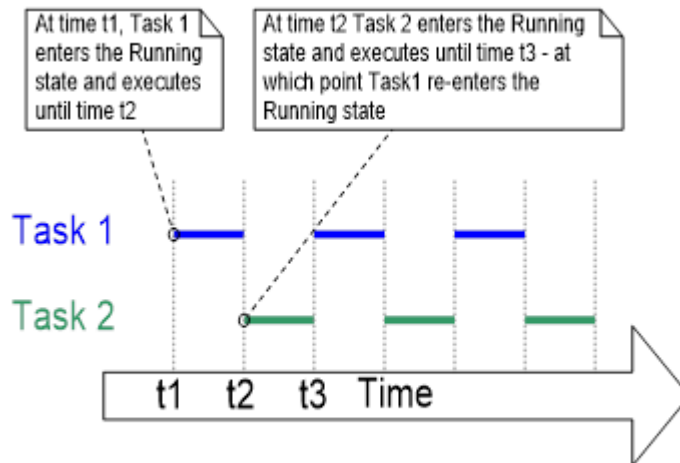 At time t1, Task 1
enters the Running
state and executes
until time t2
At time t2 Task 2 enters the Running
state and executes until time t3 - at
which point Task1 re-enters the
Running state
Task 1
Task 2
t1 t2 t3 Time